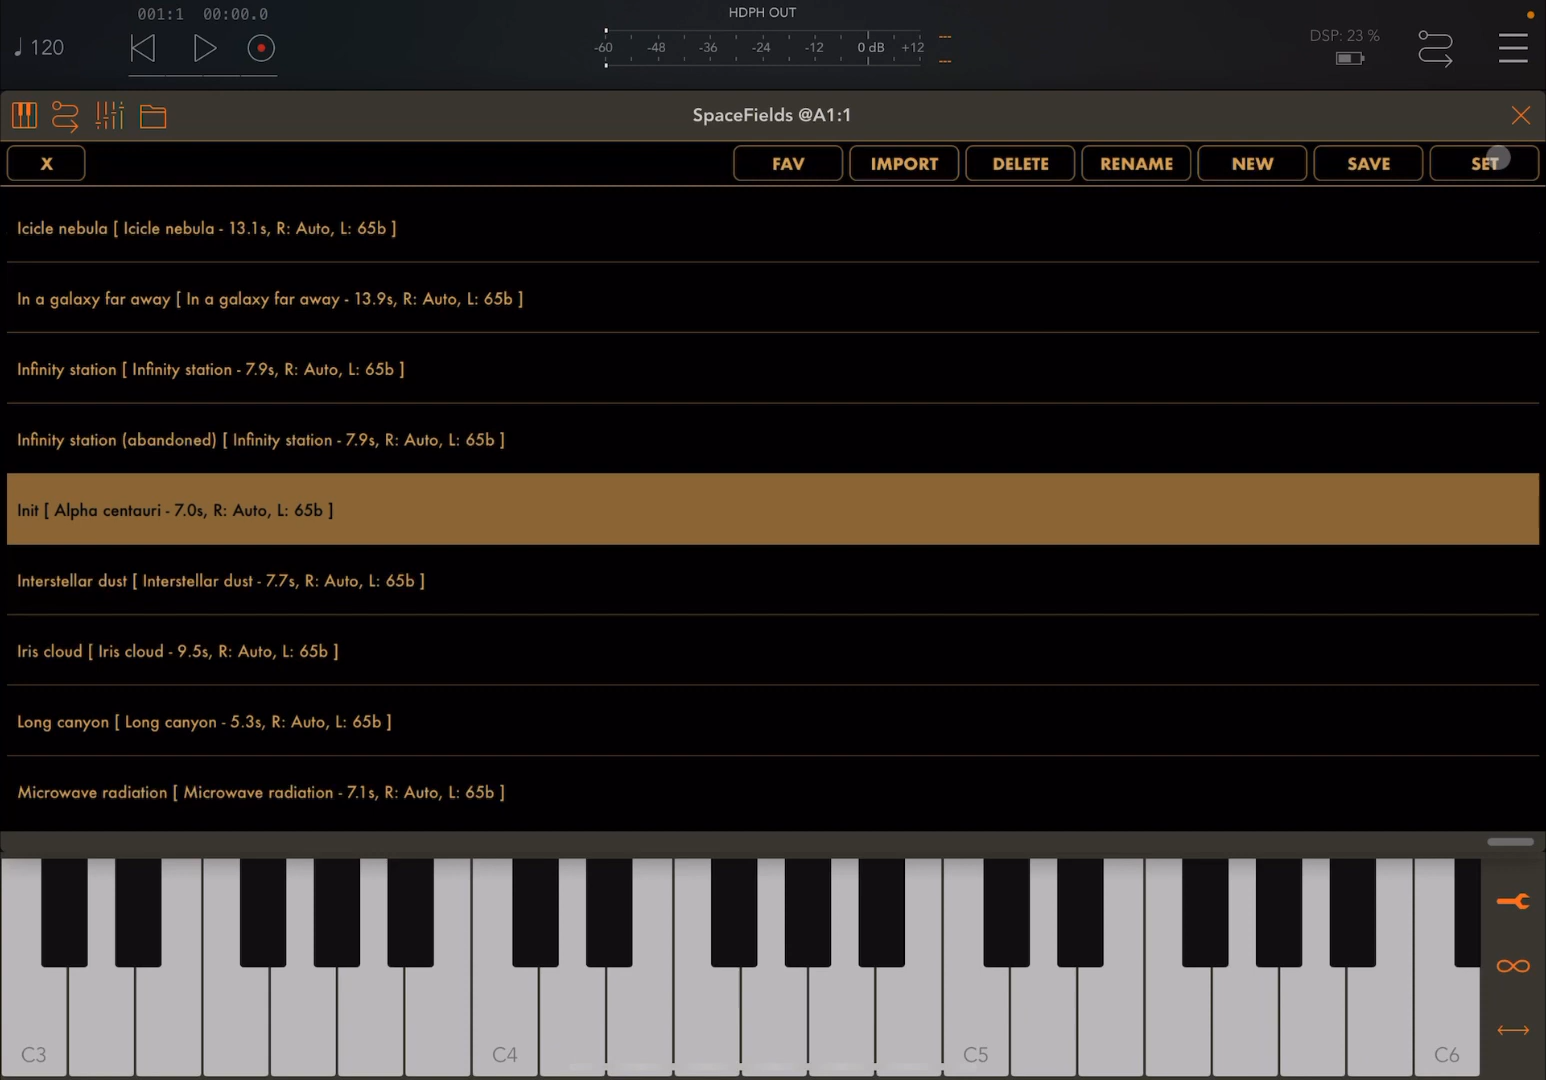 001:1 00:00.0
HDPH OUT
♩ 120
-60 -48 -36 -24 -12 0 dB +12
DSP: 23 %
SpaceFields @A1:1
X FAV IMPORT DELETE RENAME NEW SAVE SET
Icicle nebula [ Icicle nebula - 13.1s, R: Auto, L: 65b ]
In a galaxy far away [ In a galaxy far away - 13.9s, R: Auto, L: 65b ]
Infinity station [ Infinity station - 7.9s, R: Auto, L: 65b ]
Infinity station (abandoned) [ Infinity station - 7.9s, R: Auto, L: 65b ]
Init [ Alpha centauri - 7.0s, R: Auto, L: 65b ]
Interstellar dust [ Interstellar dust - 7.7s, R: Auto, L: 65b ]
Iris cloud [ Iris cloud - 9.5s, R: Auto, L: 65b ]
Long canyon [ Long canyon - 5.3s, R: Auto, L: 65b ]
Microwave radiation [ Microwave radiation - 7.1s, R: Auto, L: 65b ]
C3 C4 C5 C6